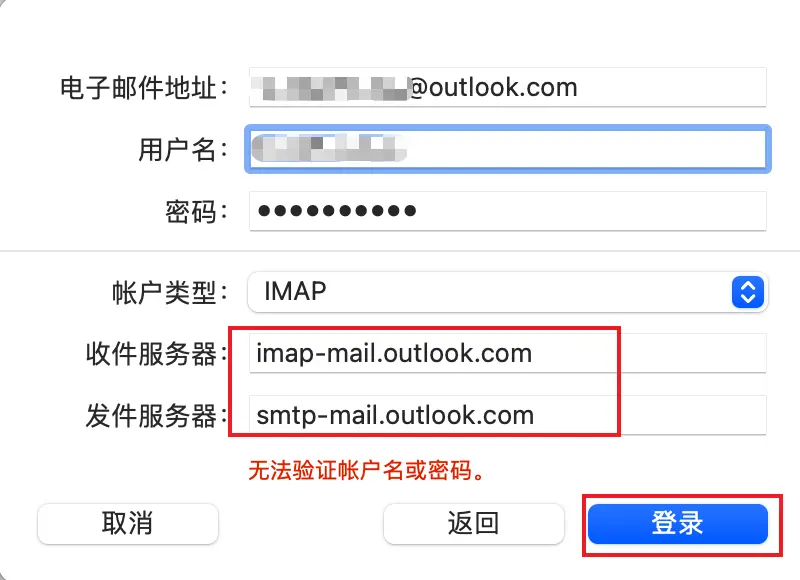 电子邮件地址： @outlook.com
用户名：
密码： ••••••••••
帐户类型： IMAP
收件服务器： imap-mail.outlook.com
发件服务器： smtp-mail.outlook.com
无法验证帐户名或密码。
取消 返回 登录